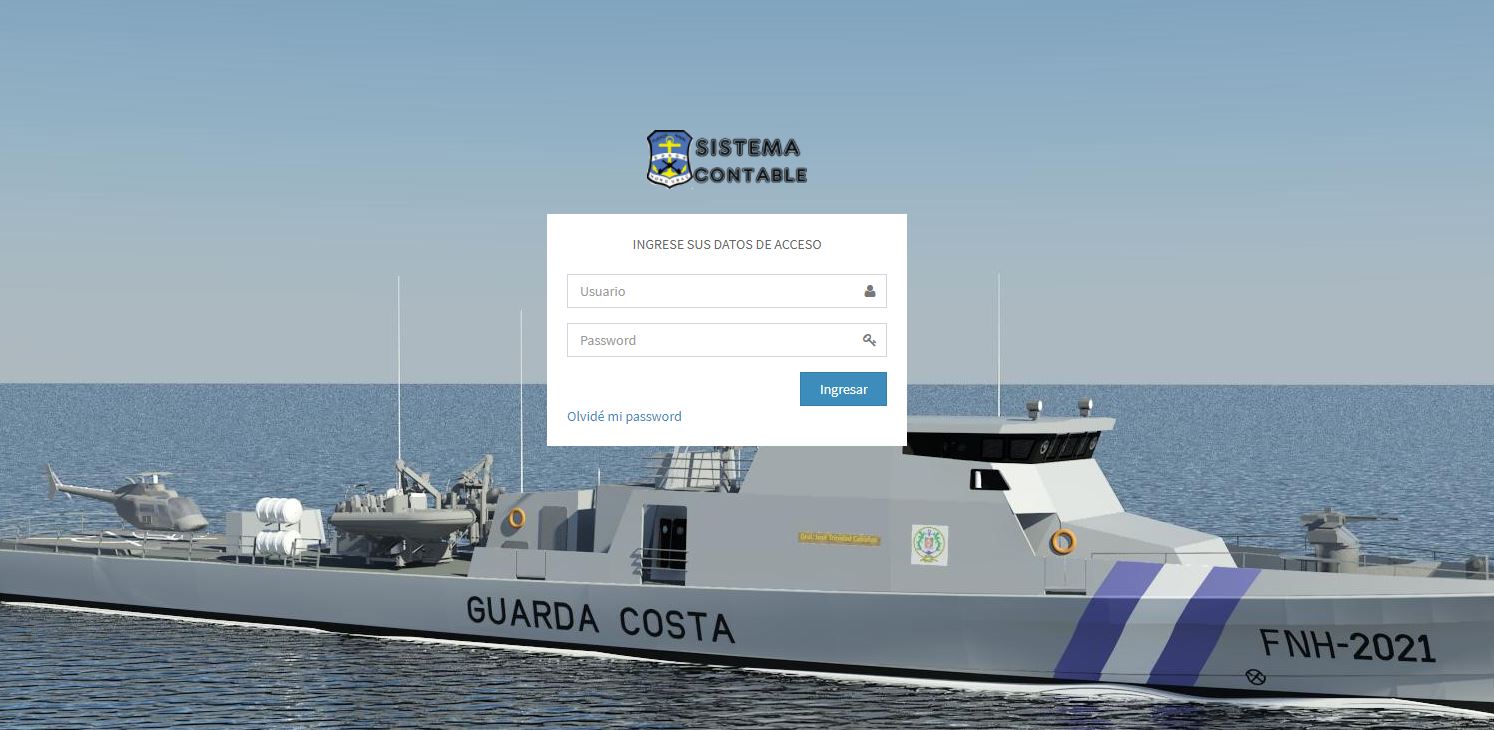 SISTEMA
CONTABLE
INGRESE SUS DATOS DE ACCESO
Usuario
Password
Ingresar
Olvidé mi password
Gral. José Trinidad Cabañas
GUARDA COSTA
FNH-2021